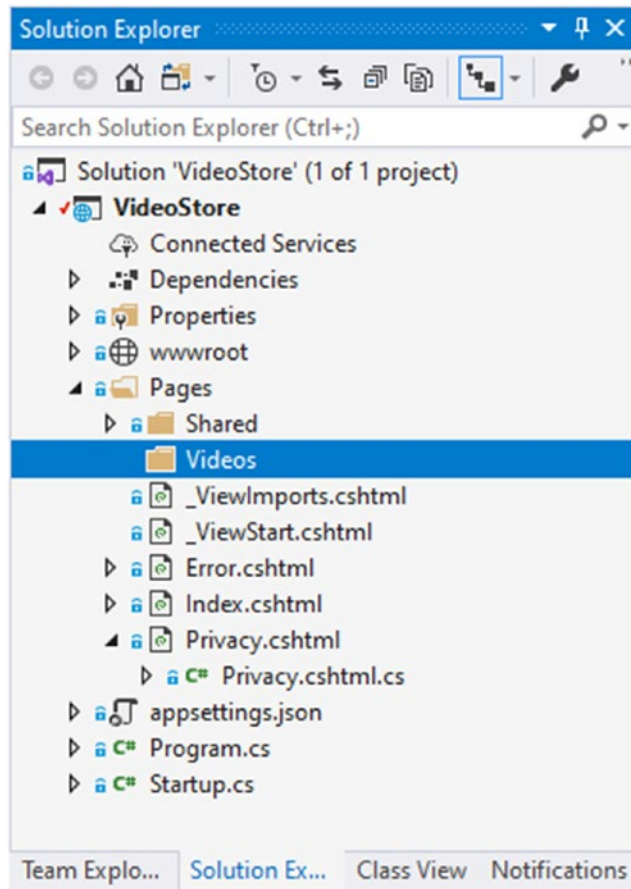 Solution Explorer
Search Solution Explorer (Ctrl+;)
Solution 'VideoStore' (1 of 1 project)
VideoStore
Connected Services
Dependencies
Properties
wwwroot
Pages
Shared
Videos
_ViewImports.cshtml
_ViewStart.cshtml
Error.cshtml
Index.cshtml
Privacy.cshtml
C# Privacy.cshtml.cs
appsettings.json
C# Program.cs
C# Startup.cs
Team Explo... Solution Ex... Class View Notifications